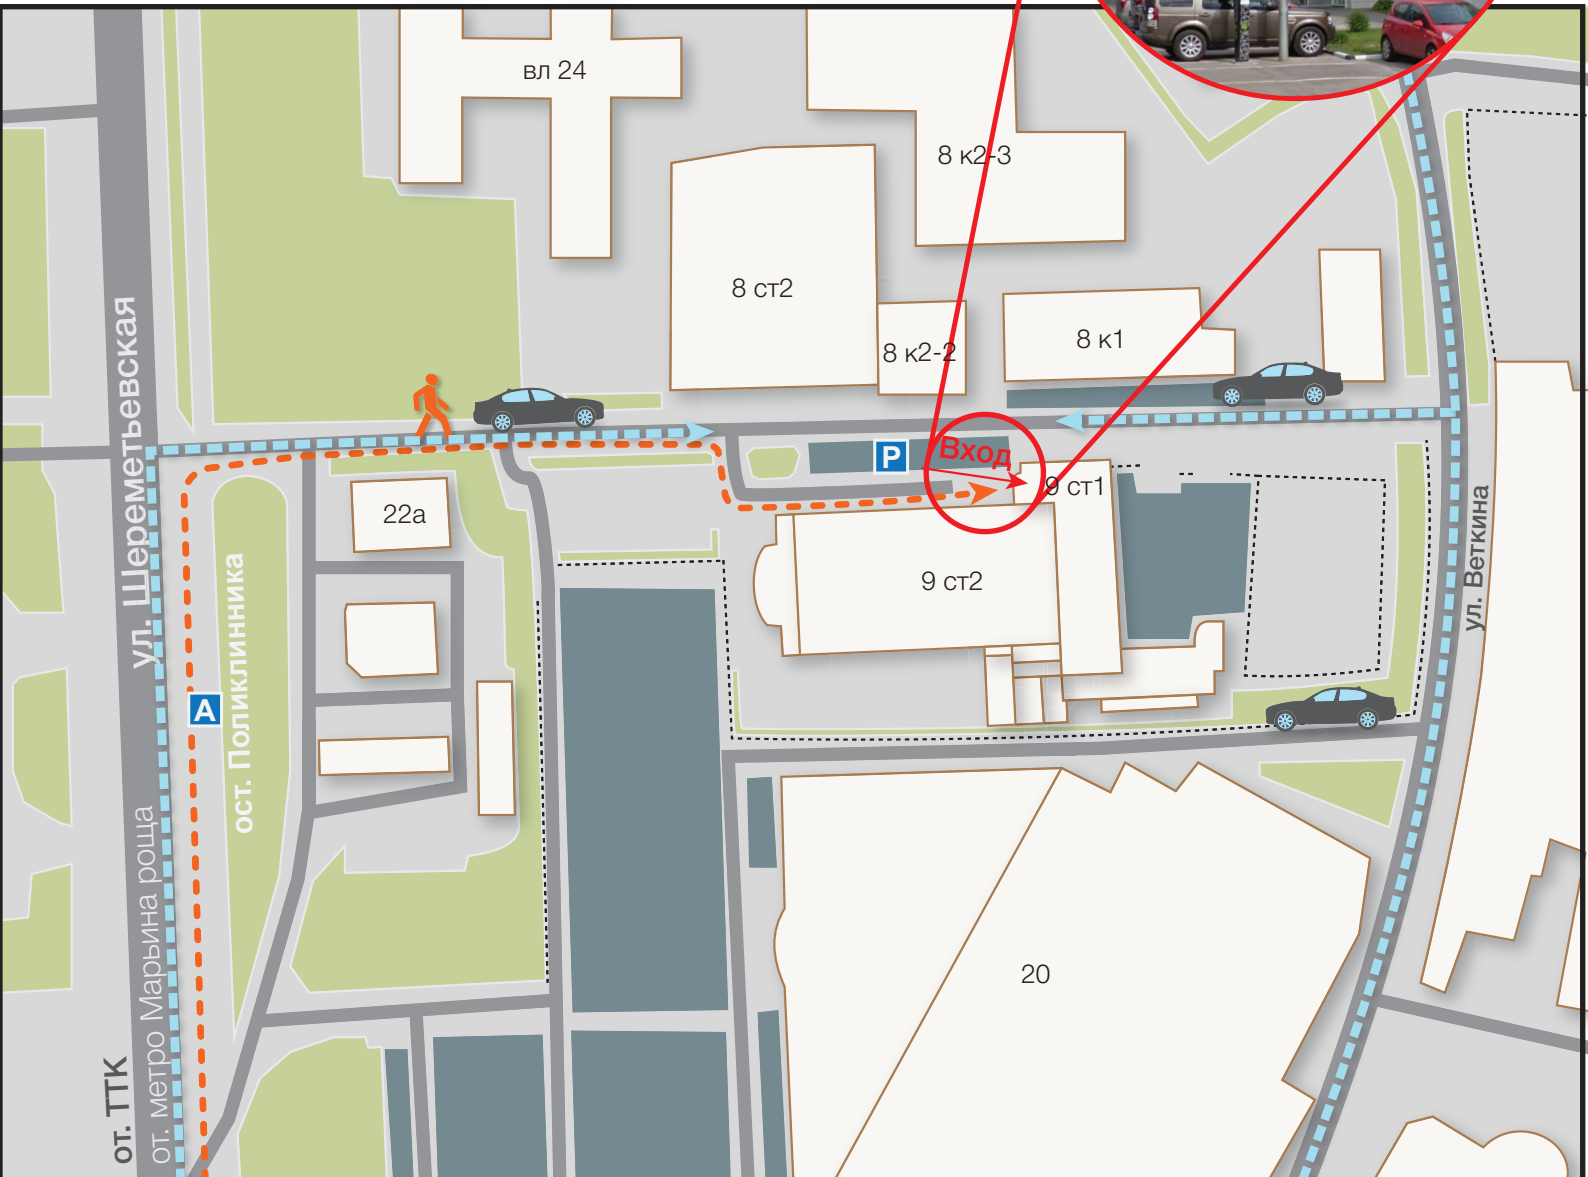 вл 24
8 к2-3
8 ст2
8 к2-2
8 к1
ул. Шереметьевская
P
Вход
9 ст1
22а
9 ст2
ул. Веткина
ост. Поликлинника
А
20
от. ТТК
от. метро Марьина роща